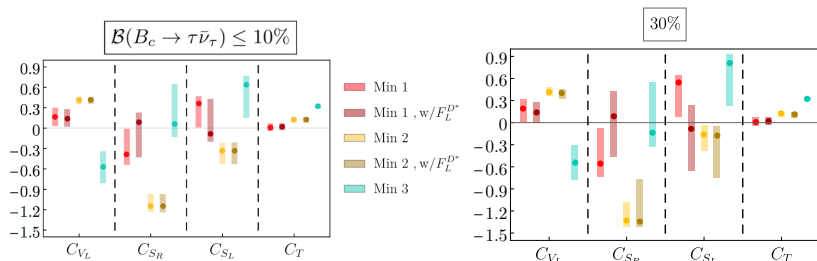 𝓑(B_c → τν̄_τ) ≤ 10%
0.9
0.6
0.3
0
−0.3
−0.6
−0.9
−1.2
−1.5
C_{V_L} C_{S_R} C_{S_L} C_T
Min 1
Min 1 , w/F_L^{D*}
Min 2
Min 2 , w/F_L^{D*}
Min 3
30%
0.9
0.6
0.3
0
−0.3
−0.6
−0.9
−1.2
−1.5
C_{V_L} C_{S_R} C_{S_L} C_T